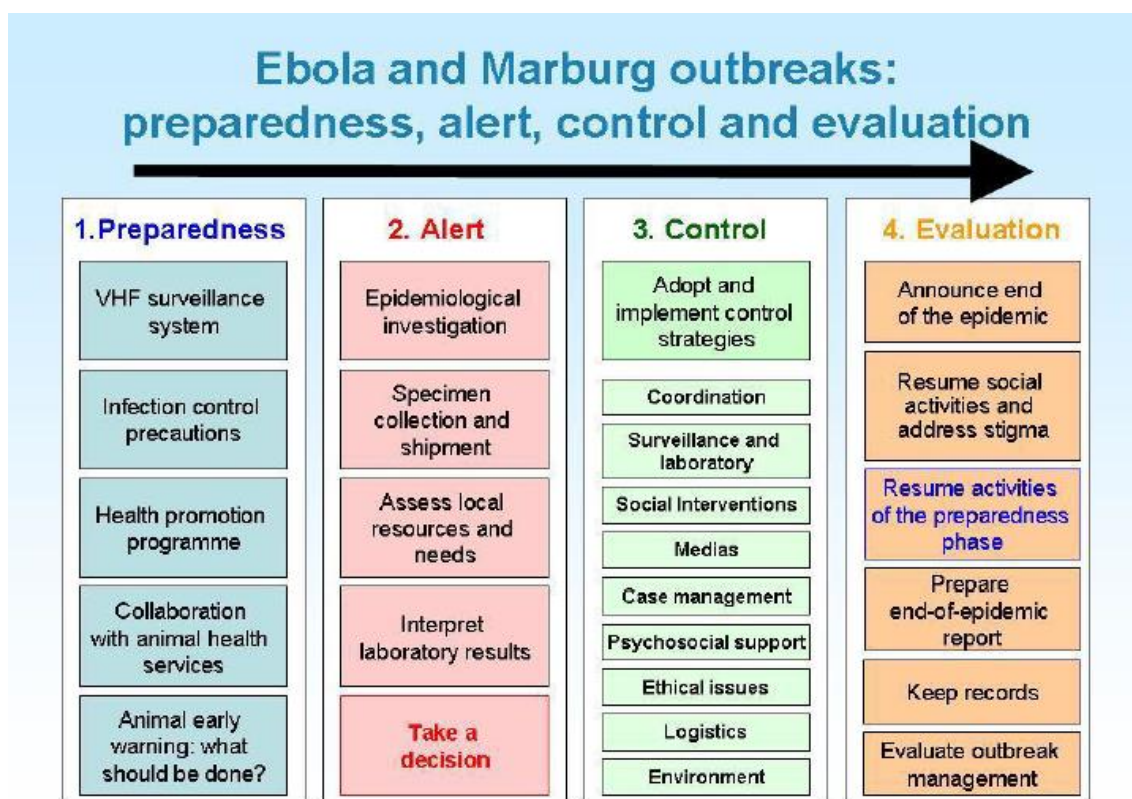 Ebola and Marburg outbreaks:
preparedness, alert, control and evaluation
1.Preparedness
VHF surveillance
system
Infection control
precautions
Health promotion
programme
Collaboration
with animal health
services
Animal early
warning: what
should be done?
2. Alert
Epidemiological
investigation
Specimen
collection and
shipment
Assess local
resources and
needs
Interpret
laboratory results
Take a
decision
3. Control
Adopt and
implement control
strategies
Coordination
Surveillance and
laboratory
Social Interventions
Medias
Case management
Psychosocial support
Ethical issues
Logistics
Environment
4. Evaluation
Announce end
of the epidemic
Resume social
activities and
address stigma
Resume activities
of the preparedness
phase
Prepare
end-of-epidemic
report
Keep records
Evaluate outbreak
management